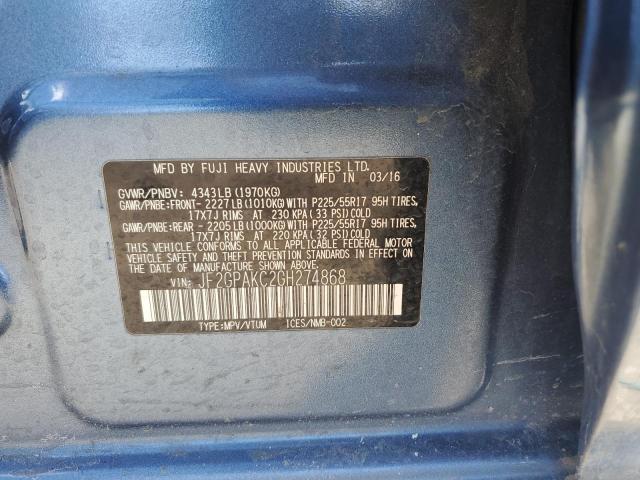 MFD BY FUJI HEAVY INDUSTRIES LTD.
MFD IN 03/16
GVWR/PNBV: 4343LB(1970KG)
GAWR/PNBE:FRONT- 2227LB(1010KG)WITH P225/55R17 95H TIRES,
17X7J RIMS AT 230 KPA(33 PSI)COLD
GAWR/PNBE:REAR - 2205LB(1000KG)WITH P225/55R17 95H TIRES,
17X7J RIMS AT 220 KPA(32 PSI)COLD
THIS VEHICLE CONFORMS TO ALL APPLICABLE FEDERAL MOTOR
VEHICLE SAFETY AND THEFT PREVENTION STANDARDS IN EFFECT
ON THE DATE OF MANUFACTURE SHOWN ABOVE.
VIN: JF2GPAKC2GH274868
TYPE:MPV/VTUM ICES/NMB-002